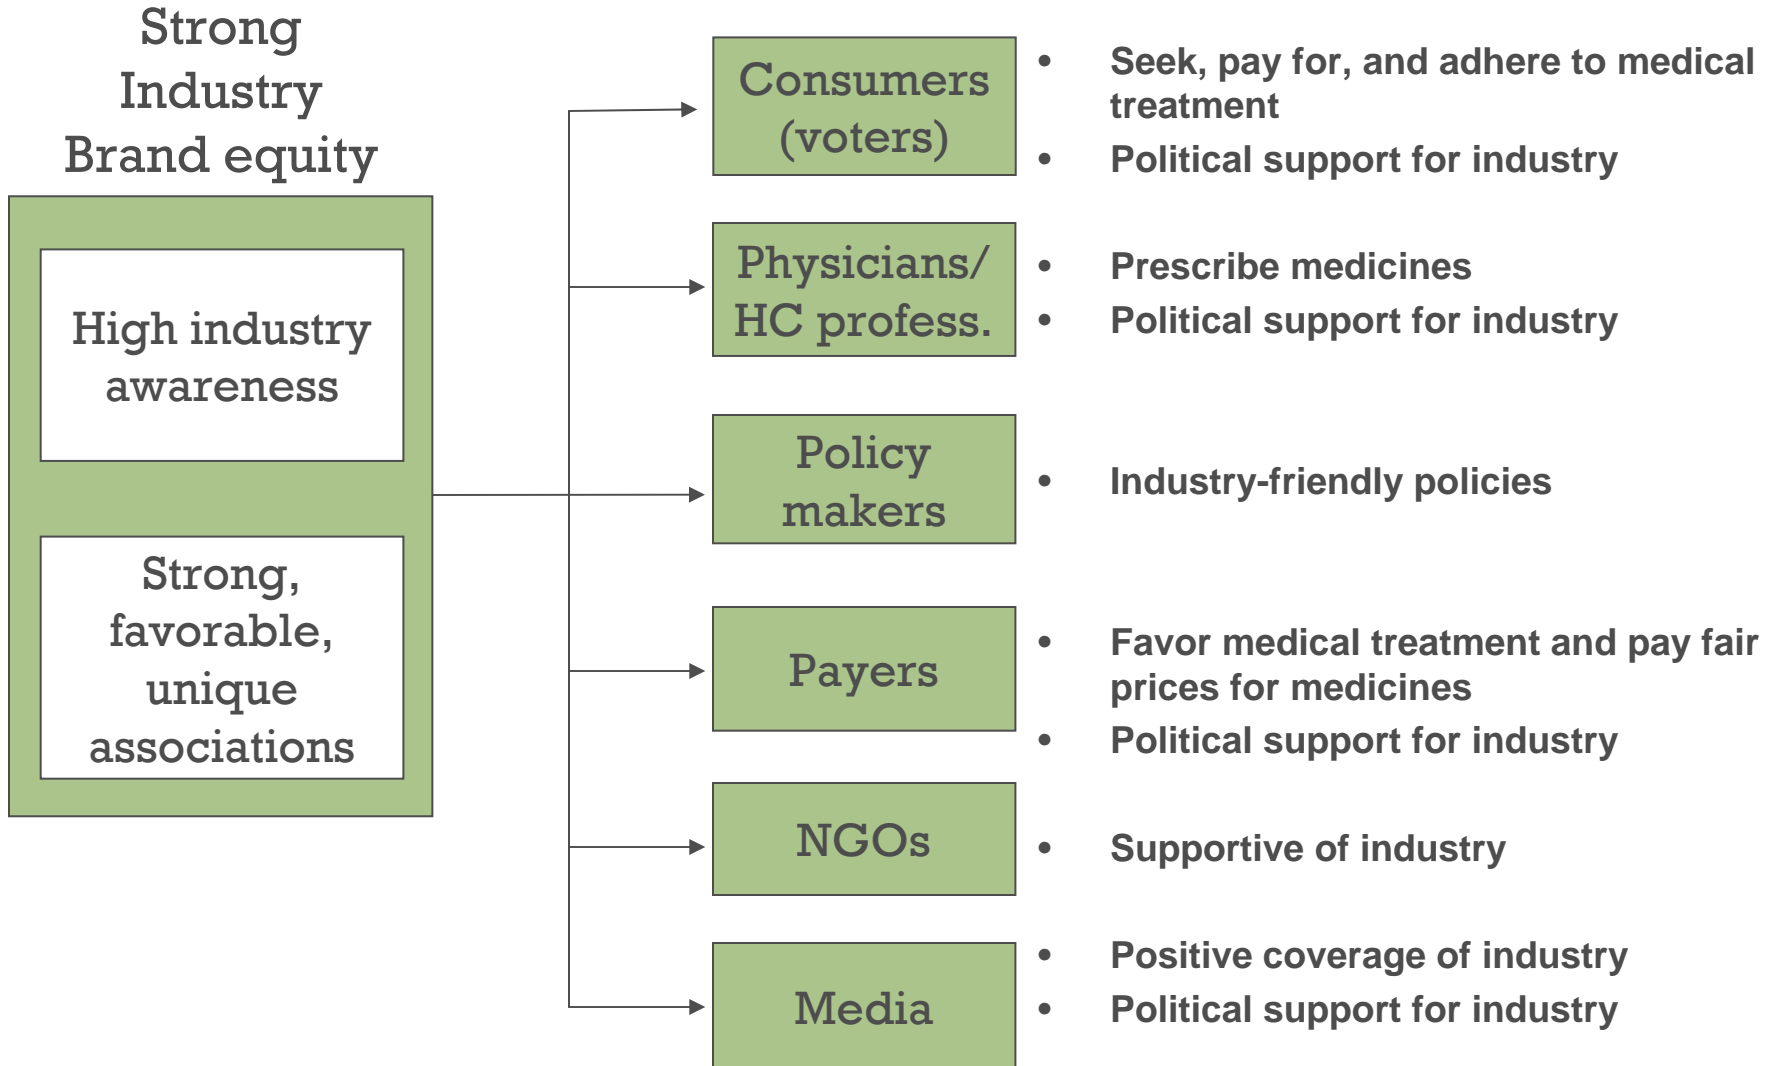 Strong
Industry
Brand equity
High industry
awareness
Strong,
favorable,
unique
associations
Consumers
(voters)
• Seek, pay for, and adhere to medical
treatment
• Political support for industry
Physicians/
HC profess.
• Prescribe medicines
• Political support for industry
Policy
makers
• Industry-friendly policies
Payers
• Favor medical treatment and pay fair
prices for medicines
• Political support for industry
NGOs
• Supportive of industry
Media
• Positive coverage of industry
• Political support for industry